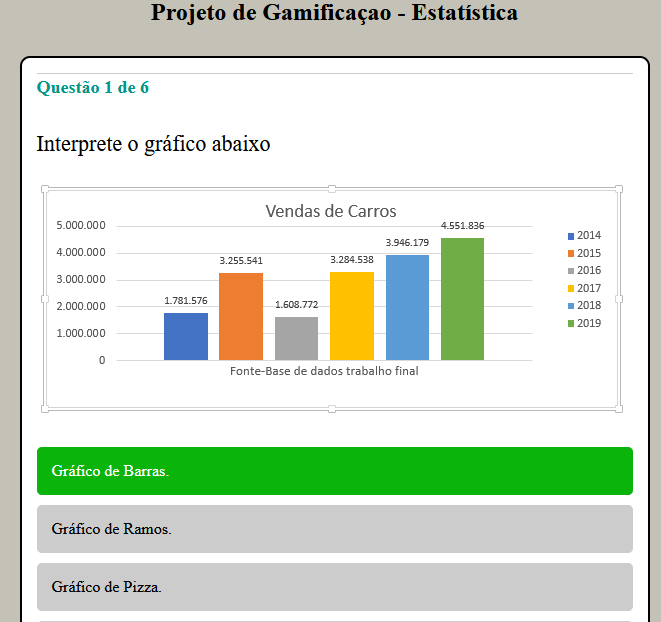 Projeto de Gamificaçao - Estatística
Questão 1 de 6
Interprete o gráfico abaixo
Vendas de Carros
5.000.000
4.000.000
3.000.000
2.000.000
1.000.000
0
1.781.576
3.255.541
1.608.772
3.284.538
3.946.179
4.551.836
2014
2015
2016
2017
2018
2019
Fonte-Base de dados trabalho final
Gráfico de Barras.
Gráfico de Ramos.
Gráfico de Pizza.